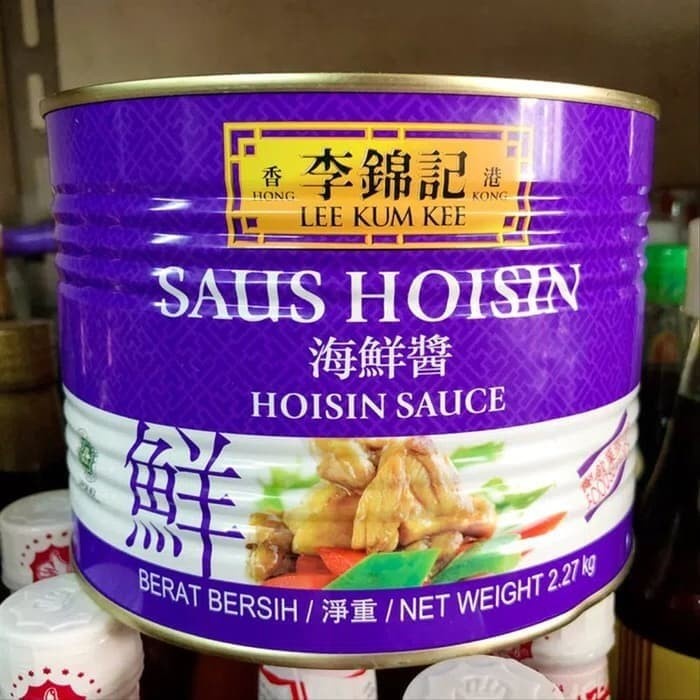 香 李錦記 港
HONG KONG
LEE KUM KEE
SAUS HOISIN
海鮮醬
HOISIN SAUCE
鮮
BERAT BERSIH / 淨重 / NET WEIGHT 2.27 kg